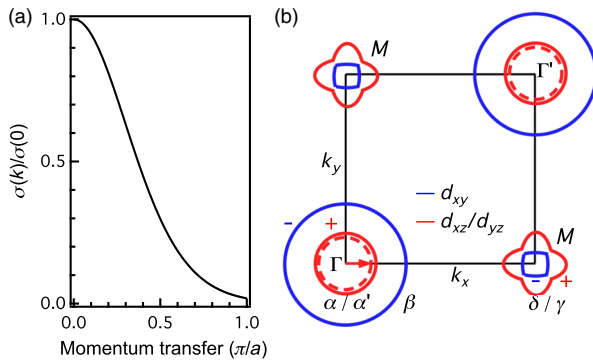 (a)
σ(k)/σ(0)
1.0
0.5
0.0
0.0
0.5
1.0
Momentum transfer (π/a)
(b)
M
Γ'
k_y
d_xy
d_xz/d_yz
- +
Γ
k_x
M
- +
α / α'
β
δ / γ